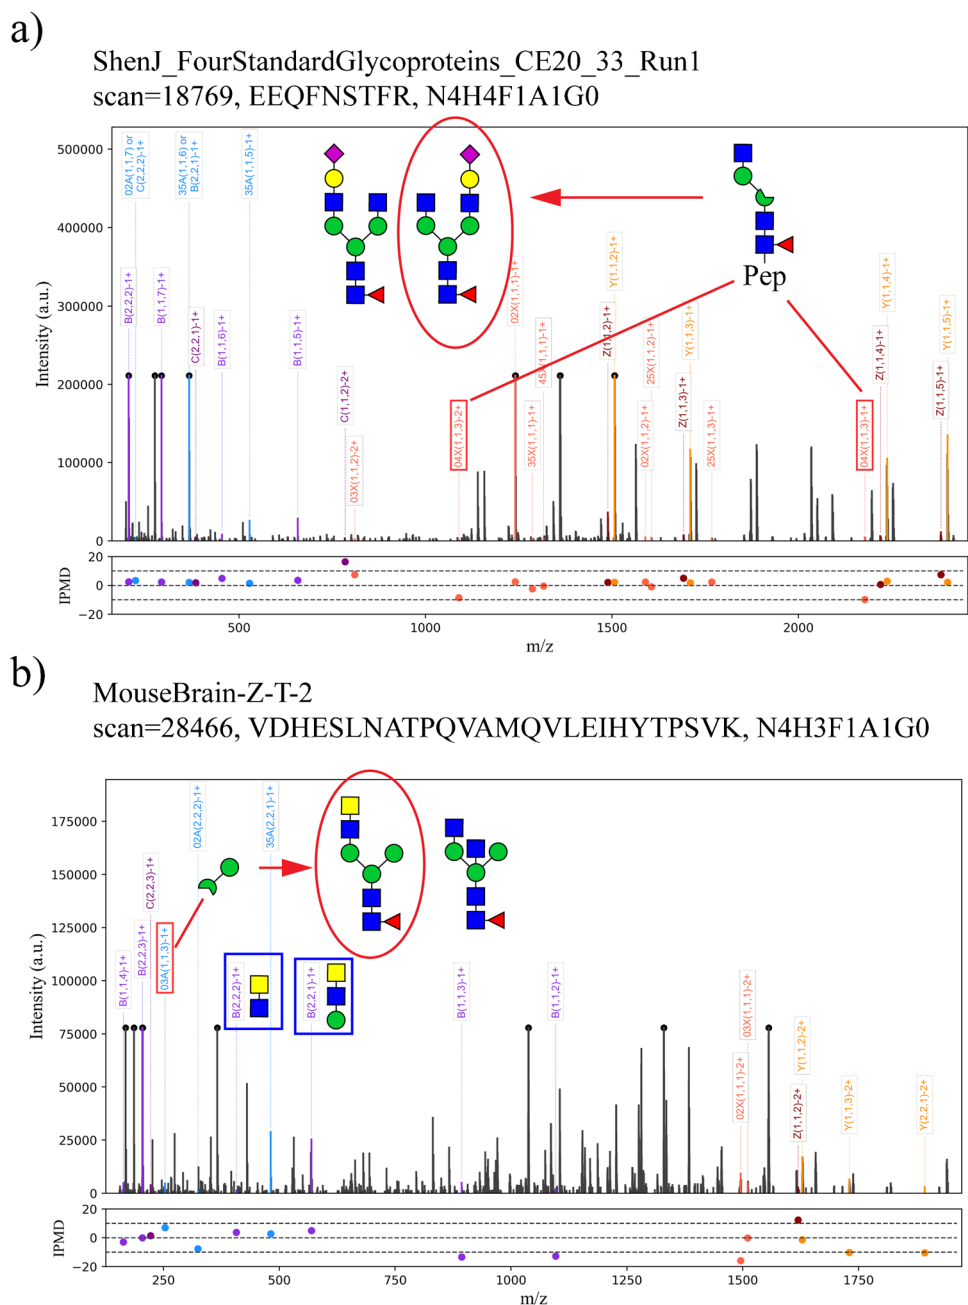 a)
ShenJ_FourStandardGlycoproteins_CE20_33_Run1
scan=18769, EEQFNSTFR, N4H4F1A1G0
500000
400000
300000
200000
100000
0
Intensity (a.u.)
02A(1,1,7) or
C(2,2,2)-1+
35A(1,1,6) or
B(2,2,1)-1+
35A(1,1,5)-1+
B(2,2,2)-1+
B(1,1,7)-1+
C(2,2,1)-1+
B(1,1,6)-1+
B(1,1,5)-1+
C(1,1,2)-2+
03X(1,1,2)-2+
04X(1,1,3)-2+
02X(1,1,1)-1+
35X(1,1,1)-1+
45X(1,1,1)-1+
Z(1,1,2)-1+
Y(1,1,2)-1+
02X(1,1,2)-1+
25X(1,1,2)-1+
Z(1,1,3)-1+
Y(1,1,3)-1+
25X(1,1,3)-1+
04X(1,1,3)-1+
Z(1,1,4)-1+
Y(1,1,4)-1+
Z(1,1,5)-1+
Y(1,1,5)-1+
Pep
20
0
−20
IPMD
500
1000
1500
2000
m/z
b)
MouseBrain-Z-T-2
scan=28466, VDHESLNATPQVAMQVLEIHYTPSVK, N4H3F1A1G0
175000
150000
125000
100000
75000
50000
25000
0
Intensity (a.u.)
B(1,1,4)-1+
B(2,2,3)-1+
C(2,2,3)-1+
03A(1,1,3)-1+
02A(2,2,2)-1+
B(2,2,2)-1+
35A(2,2,1)-1+
B(2,2,1)-1+
B(1,1,3)-1+
B(1,1,2)-1+
02X(1,1,1)-2+
03X(1,1,1)-2+
Z(1,1,2)-2+
Y(1,1,2)-2+
Y(1,1,3)-2+
Y(2,2,1)-2+
20
0
−20
IPMD
250
500
750
1000
1250
1500
1750
m/z